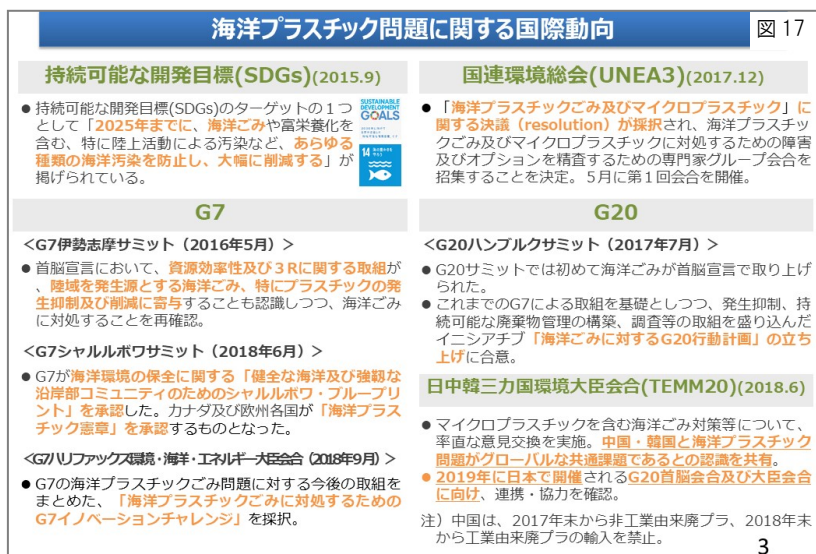 海洋プラスチック問題に関する国際動向
図 17
持続可能な開発目標(SDGs)(2015.9)
●持続可能な開発目標(SDGs)のターゲットの１つ
として「2025年までに、海洋ごみや富栄養化を
含む、特に陸上活動による汚染など、あらゆる
種類の海洋汚染を防止し、大幅に削減する」が
掲げられている。
SUSTAINABLE
DEVELOPMENT
GOALS
14
国連環境総会(UNEA3)(2017.12)
●「海洋プラスチックごみ及びマイクロプラスチック」に
関する決議（resolution）が採択され、海洋プラスチッ
クごみ及びマイクロプラスチックに対処するための障害
及びオプションを精査するための専門家グループ会合を
招集することを決定。５月に第１回会合を開催。
G7
＜G7伊勢志摩サミット（2016年5月）＞
●首脳宣言において、資源効率性及び３Rに関する取組が
、陸域を発生源とする海洋ごみ、特にプラスチックの発
生抑制及び削減に寄与することも認識しつつ、海洋ごみ
に対処することを再確認。
＜G7シャルルボワサミット（2018年6月）＞
●G7が海洋環境の保全に関する「健全な海洋及び強靱な
沿岸部コミュニティのためのシャルルボワ・ブループリ
ント」を承認した。カナダ及び欧州各国が「海洋プラス
チック憲章」を承認するものとなった。
＜G7ハリファックス環境・海洋・エネルギー大臣会合（2018年9月）＞
●G7の海洋プラスチックごみ問題に対する今後の取組を
まとめた、「海洋プラスチックごみに対処するための
G7イノベーションチャレンジ」を採択。
G20
＜G20ハンブルクサミット（2017年7月）＞
●G20サミットでは初めて海洋ごみが首脳宣言で取り上げ
られた。
●これまでのG7による取組を基礎としつつ、発生抑制、持
続可能な廃棄物管理の構築、調査等の取組を盛り込んだ
イニシアチブ「海洋ごみに対するG20行動計画」の立ち
上げに合意。
日中韓三カ国環境大臣会合(TEMM20)(2018.6)
●マイクロプラスチックを含む海洋ごみ対策等について、
率直な意見交換を実施。中国・韓国と海洋プラスチック
問題がグローバルな共通課題であるとの認識を共有。
●2019年に日本で開催されるG20首脳会合及び大臣会合
に向け、連携・協力を確認。
注）中国は、2017年末から非工業由来廃プラ、2018年末
から工業由来廃プラの輸入を禁止。
3